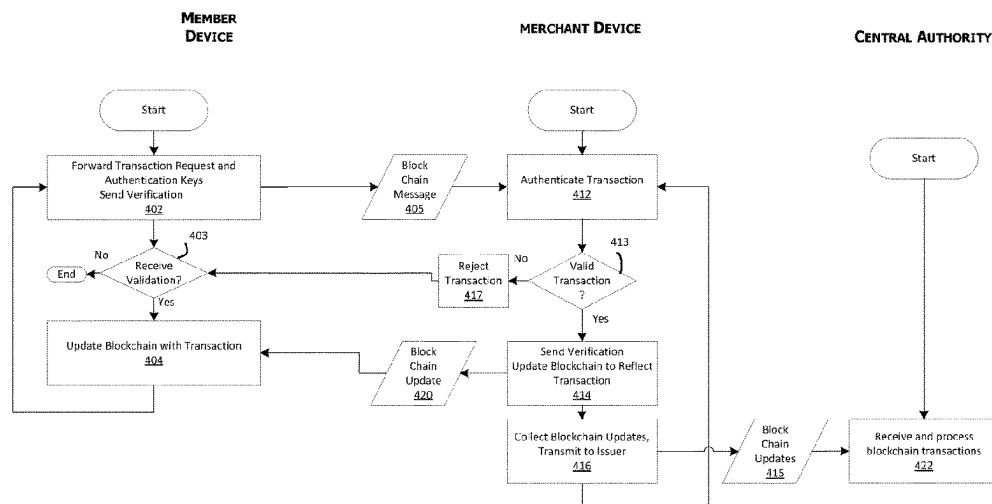 MEMBER
DEVICE
MERCHANT DEVICE
CENTRAL AUTHORITY
Start
Start
Start
Forward Transaction Request and
Authentication Keys
Send Verification
402
Block
Chain
Message
405
Authenticate Transaction
412
403
No
End
Receive
Validation?
Yes
Reject
Transaction
417
No
413
Valid
Transaction
?
Yes
Update Blockchain with Transaction
404
Block
Chain
Update
420
Send Verification
Update Blockchain to Reflect
Transaction
414
Collect Blockchain Updates,
Transmit to Issuer
416
Block
Chain
Updates
415
Receive and process
blockchain transactions
422